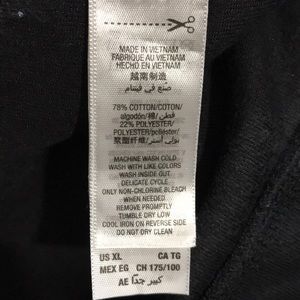 MADE IN VIETNAM
FABRIQUÉ AU VIETNAM
HECHO EN VIETNAM
越南制造
صنع في فيتنام
78% COTTON/COTON/
algodón/棉/قطن
22% POLYESTER/
POLYESTER/poliéster/
聚酯纤维/بولي أستر
MACHINE WASH COLD
WASH WITH LIKE COLORS
WASH INSIDE OUT
DELICATE CYCLE
ONLY NON-CHLORINE BLEACH
WHEN NEEDED
REMOVE PROMPTLY
TUMBLE DRY LOW
COOL IRON ON REVERSE SIDE
DO NOT DRY CLEAN
US XL CA TG
MEX EG CH 175/100
AE كبير جداً